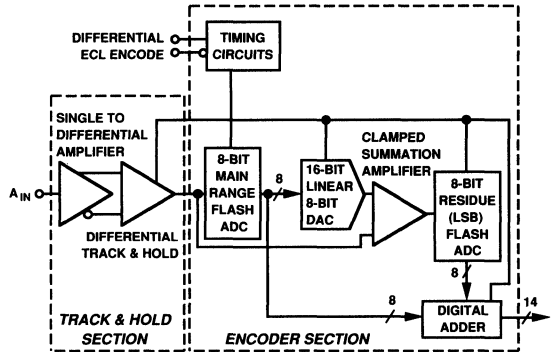 DIFFERENTIAL
ECL ENCODE
TIMING
CIRCUITS
SINGLE TO
DIFFERENTIAL
AMPLIFIER
A IN
DIFFERENTIAL
TRACK & HOLD
TRACK & HOLD
SECTION
8-BIT
MAIN
RANGE
FLASH
ADC
8
16-BIT
LINEAR
8-BIT
DAC
CLAMPED
SUMMATION
AMPLIFIER
8-BIT
RESIDUE
(LSB)
FLASH
ADC
8
8
DIGITAL
ADDER
14
ENCODER SECTION